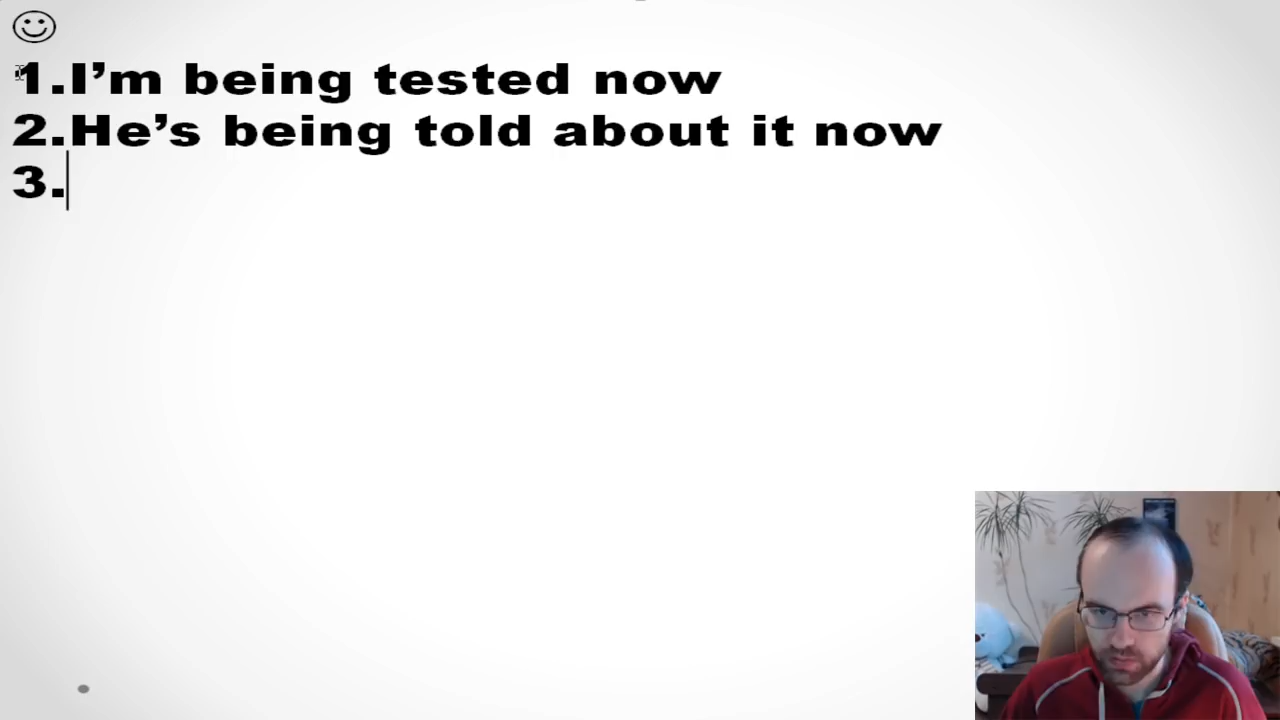 ☺
1.I’m being tested now
2.He’s being told about it now
3.